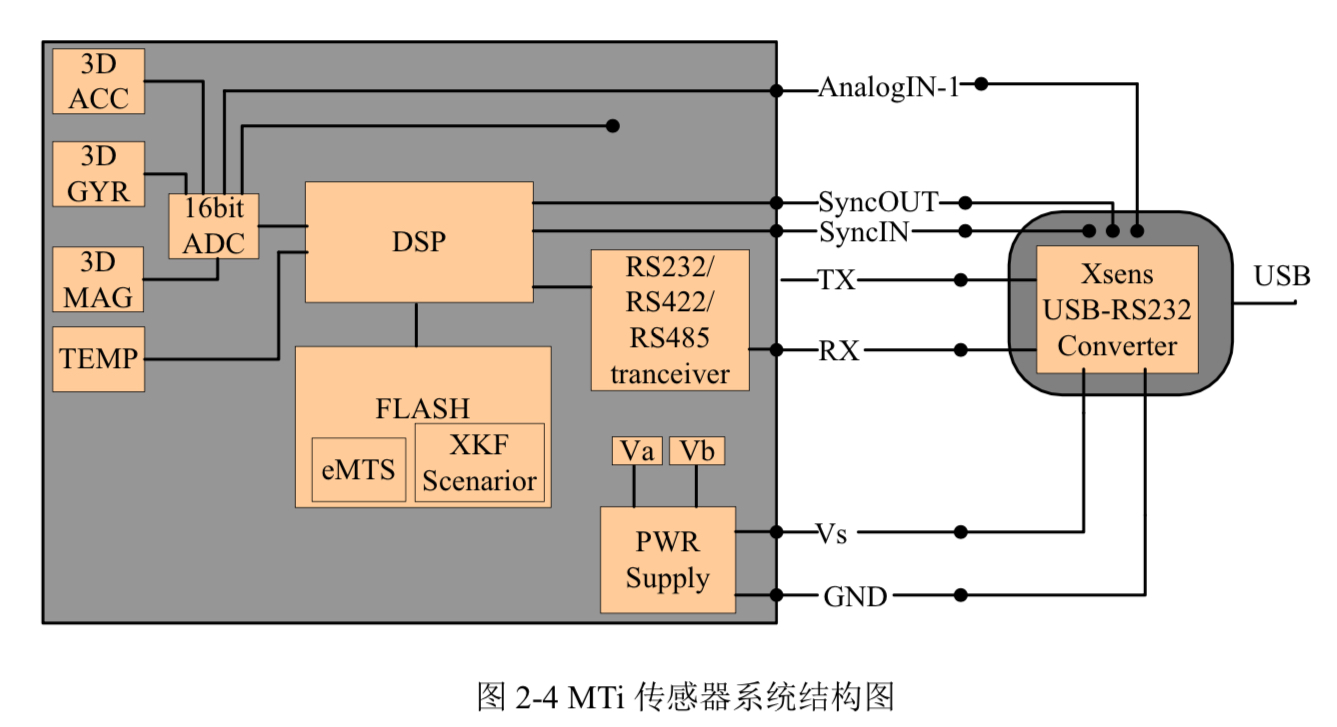 3D
ACC
3D
GYR
16bit
ADC
3D
MAG
TEMP
DSP
FLASH
eMTS
XKF
Scenarior
RS232/
RS422/
RS485
tranceiver
Va
Vb
PWR
Supply
AnalogIN-1
SyncOUT
SyncIN
TX
RX
Vs
GND
Xsens
USB-RS232
Converter
USB
图 2-4 MTi 传感器系统结构图